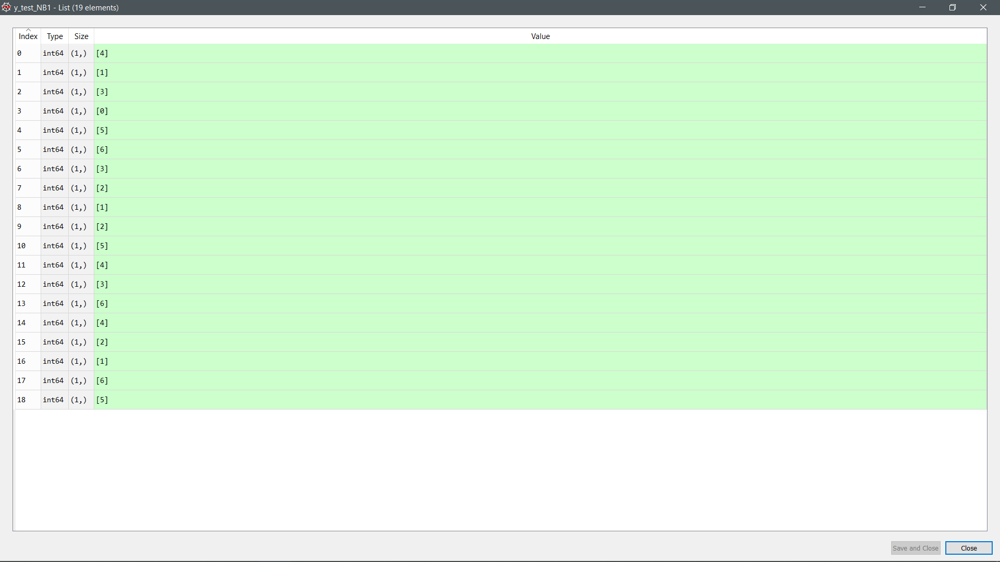 y_test_NB1 - List (19 elements)
Index Type Size Value
0 int64 (1,) [4]
1 int64 (1,) [1]
2 int64 (1,) [3]
3 int64 (1,) [0]
4 int64 (1,) [5]
5 int64 (1,) [6]
6 int64 (1,) [3]
7 int64 (1,) [2]
8 int64 (1,) [1]
9 int64 (1,) [2]
10 int64 (1,) [5]
11 int64 (1,) [4]
12 int64 (1,) [3]
13 int64 (1,) [6]
14 int64 (1,) [4]
15 int64 (1,) [2]
16 int64 (1,) [1]
17 int64 (1,) [6]
18 int64 (1,) [5]
Save and Close Close